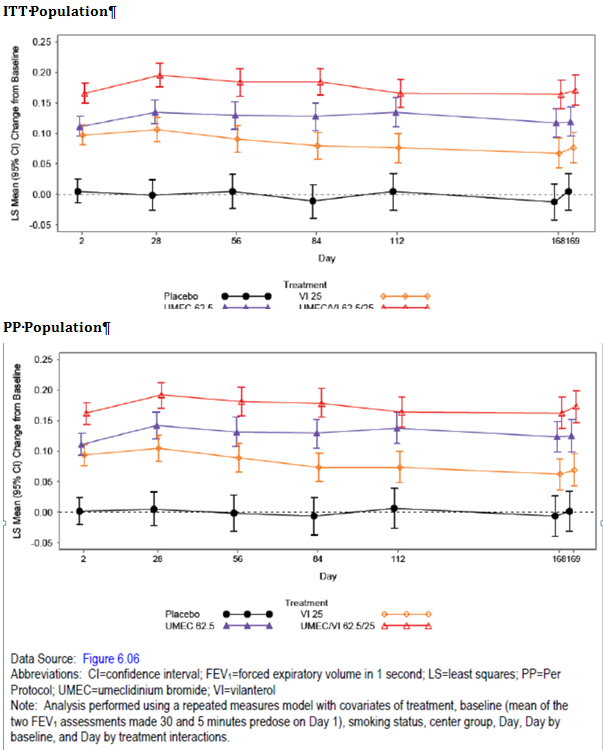 ITT·Population¶
0.25
0.20
0.15
0.10
0.05
0.00
-0.05
LS Mean (95% CI) Change from Baseline
2 28 56 84 112 168169
Day
Treatment
Placebo VI 25
UMEC 62.5 UMEC/VI 62.5/25
PP·Population¶
0.25
0.20
0.15
0.10
0.05
0.00
-0.05
LS Mean (95% CI) Change from Baseline
2 28 56 84 112 168169
Day
Treatment
Placebo VI 25
UMEC 62.5 UMEC/VI 62.5/25
Data Source: Figure 6.06
Abbreviations: CI=confidence interval; FEV₁=forced expiratory volume in 1 second; LS=least squares; PP=Per
Protocol; UMEC=umeclidinium bromide; VI=vilanterol
Note: Analysis performed using a repeated measures model with covariates of treatment, baseline (mean of the
two FEV₁ assessments made 30 and 5 minutes predose on Day 1), smoking status, center group, Day, Day by
baseline, and Day by treatment interactions.